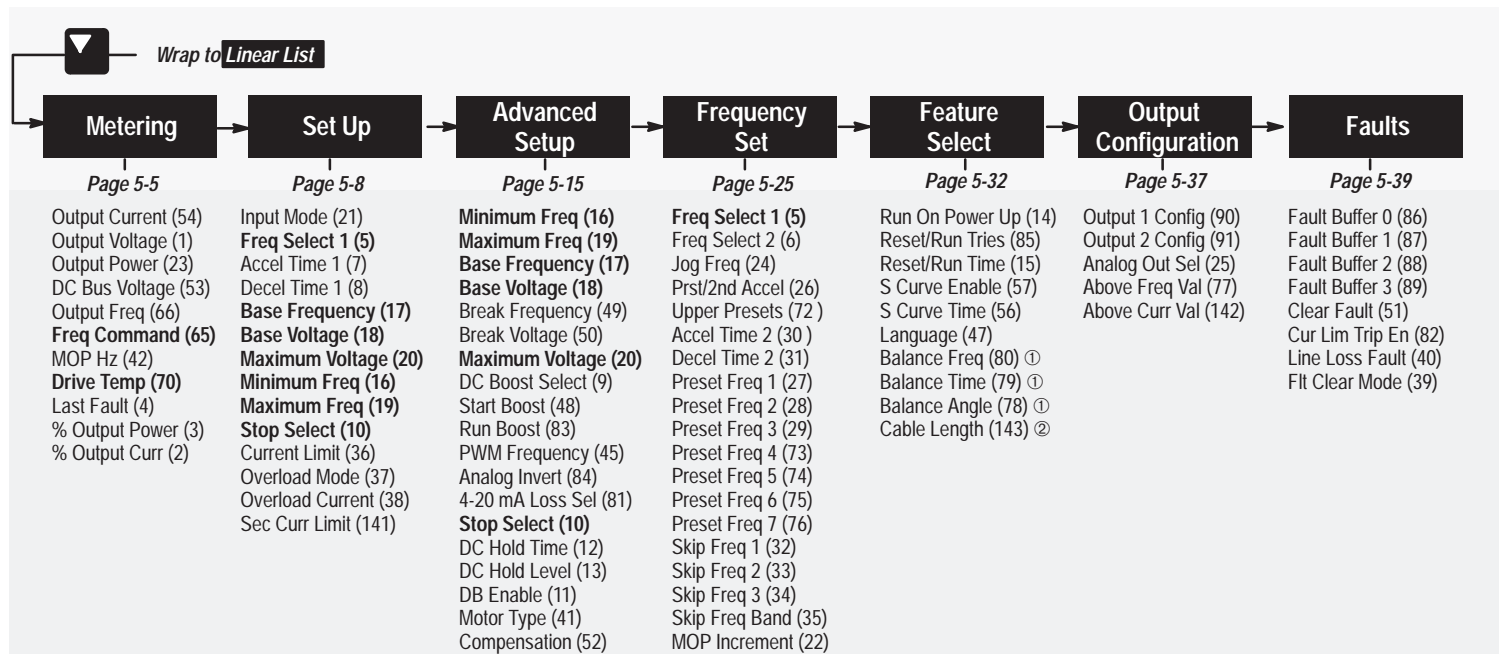 Wrap to Linear List
Metering
Page 5-5
Output Current (54)
Output Voltage (1)
Output Power (23)
DC Bus Voltage (53)
Output Freq (66)
Freq Command (65)
MOP Hz (42)
Drive Temp (70)
Last Fault (4)
% Output Power (3)
% Output Curr (2)
Set Up
Page 5-8
Input Mode (21)
Freq Select 1 (5)
Accel Time 1 (7)
Decel Time 1 (8)
Base Frequency (17)
Base Voltage (18)
Maximum Voltage (20)
Minimum Freq (16)
Maximum Freq (19)
Stop Select (10)
Current Limit (36)
Overload Mode (37)
Overload Current (38)
Sec Curr Limit (141)
Advanced
Setup
Page 5-15
Minimum Freq (16)
Maximum Freq (19)
Base Frequency (17)
Base Voltage (18)
Break Frequency (49)
Break Voltage (50)
Maximum Voltage (20)
DC Boost Select (9)
Start Boost (48)
Run Boost (83)
PWM Frequency (45)
Analog Invert (84)
4-20 mA Loss Sel (81)
Stop Select (10)
DC Hold Time (12)
DC Hold Level (13)
DB Enable (11)
Motor Type (41)
Compensation (52)
Frequency
Set
Page 5-25
Freq Select 1 (5)
Freq Select 2 (6)
Jog Freq (24)
Prst/2nd Accel (26)
Upper Presets (72 )
Accel Time 2 (30 )
Decel Time 2 (31)
Preset Freq 1 (27)
Preset Freq 2 (28)
Preset Freq 3 (29)
Preset Freq 4 (73)
Preset Freq 5 (74)
Preset Freq 6 (75)
Preset Freq 7 (76)
Skip Freq 1 (32)
Skip Freq 2 (33)
Skip Freq 3 (34)
Skip Freq Band (35)
MOP Increment (22)
Feature
Select
Page 5-32
Run On Power Up (14)
Reset/Run Tries (85)
Reset/Run Time (15)
S Curve Enable (57)
S Curve Time (56)
Language (47)
Balance Freq (80) ①
Balance Time (79) ①
Balance Angle (78) ①
Cable Length (143) ②
Output
Configuration
Page 5-37
Output 1 Config (90)
Output 2 Config (91)
Analog Out Sel (25)
Above Freq Val (77)
Above Curr Val (142)
Faults
Page 5-39
Fault Buffer 0 (86)
Fault Buffer 1 (87)
Fault Buffer 2 (88)
Fault Buffer 3 (89)
Clear Fault (51)
Cur Lim Trip En (82)
Line Loss Fault (40)
Flt Clear Mode (39)